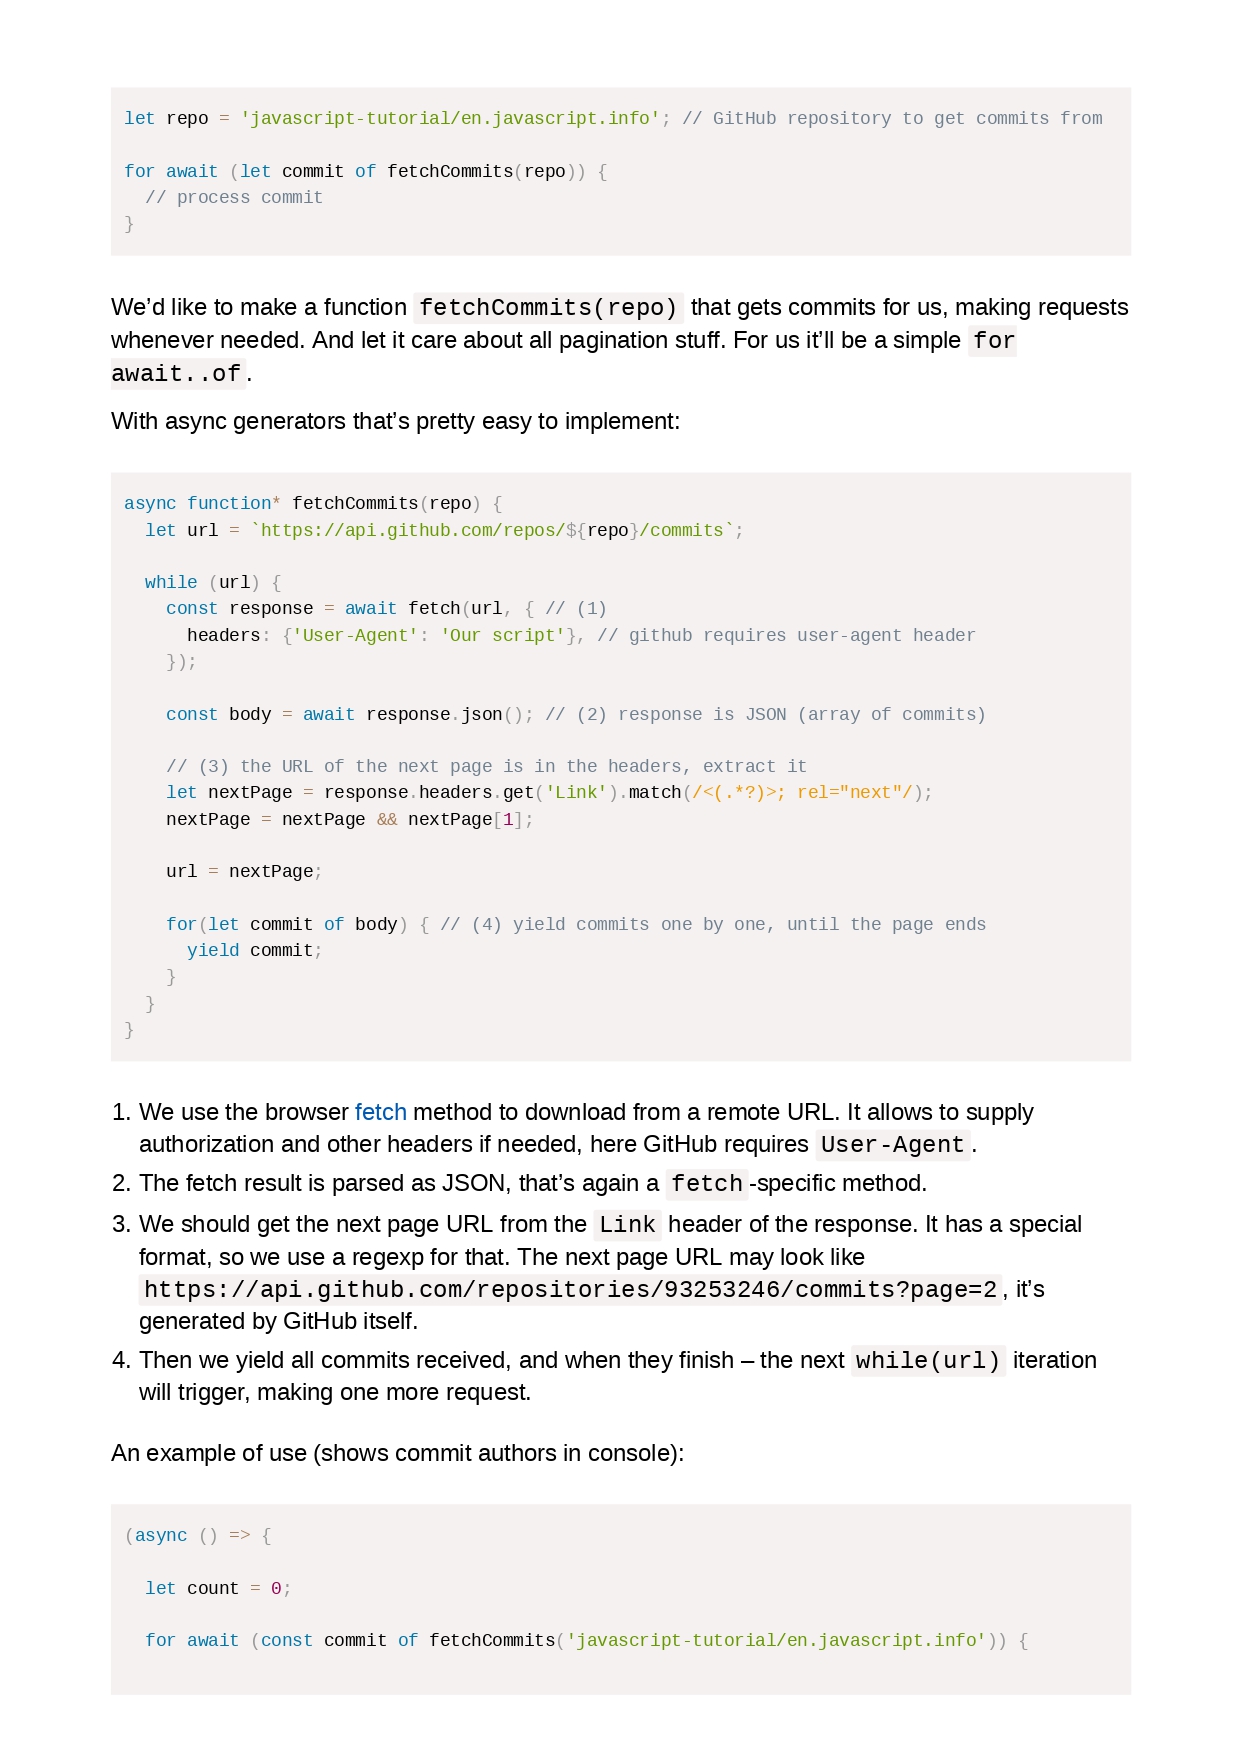 let repo = 'javascript-tutorial/en.javascript.info'; // GitHub repository to get commits from
for await (let commit of fetchCommits(repo)) {
  // process commit
}
We’d like to make a function fetchCommits(repo) that gets commits for us, making requests
whenever needed. And let it care about all pagination stuff. For us it’ll be a simple for
await..of.
With async generators that’s pretty easy to implement:
async function* fetchCommits(repo) {
  let url = `https://api.github.com/repos/${repo}/commits`;
  while (url) {
    const response = await fetch(url, { // (1)
      headers: {'User-Agent': 'Our script'}, // github requires user-agent header
    });
    const body = await response.json(); // (2) response is JSON (array of commits)
    // (3) the URL of the next page is in the headers, extract it
    let nextPage = response.headers.get('Link').match(/<(.*?)>; rel="next"/);
    nextPage = nextPage && nextPage[1];
    url = nextPage;
    for(let commit of body) { // (4) yield commits one by one, until the page ends
      yield commit;
    }
  }
}
1. We use the browser fetch method to download from a remote URL. It allows to supply
authorization and other headers if needed, here GitHub requires User-Agent.
2. The fetch result is parsed as JSON, that’s again a fetch-specific method.
3. We should get the next page URL from the Link header of the response. It has a special
format, so we use a regexp for that. The next page URL may look like
https://api.github.com/repositories/93253246/commits?page=2, it’s
generated by GitHub itself.
4. Then we yield all commits received, and when they finish – the next while(url) iteration
will trigger, making one more request.
An example of use (shows commit authors in console):
(async () => {
  let count = 0;
  for await (const commit of fetchCommits('javascript-tutorial/en.javascript.info')) {